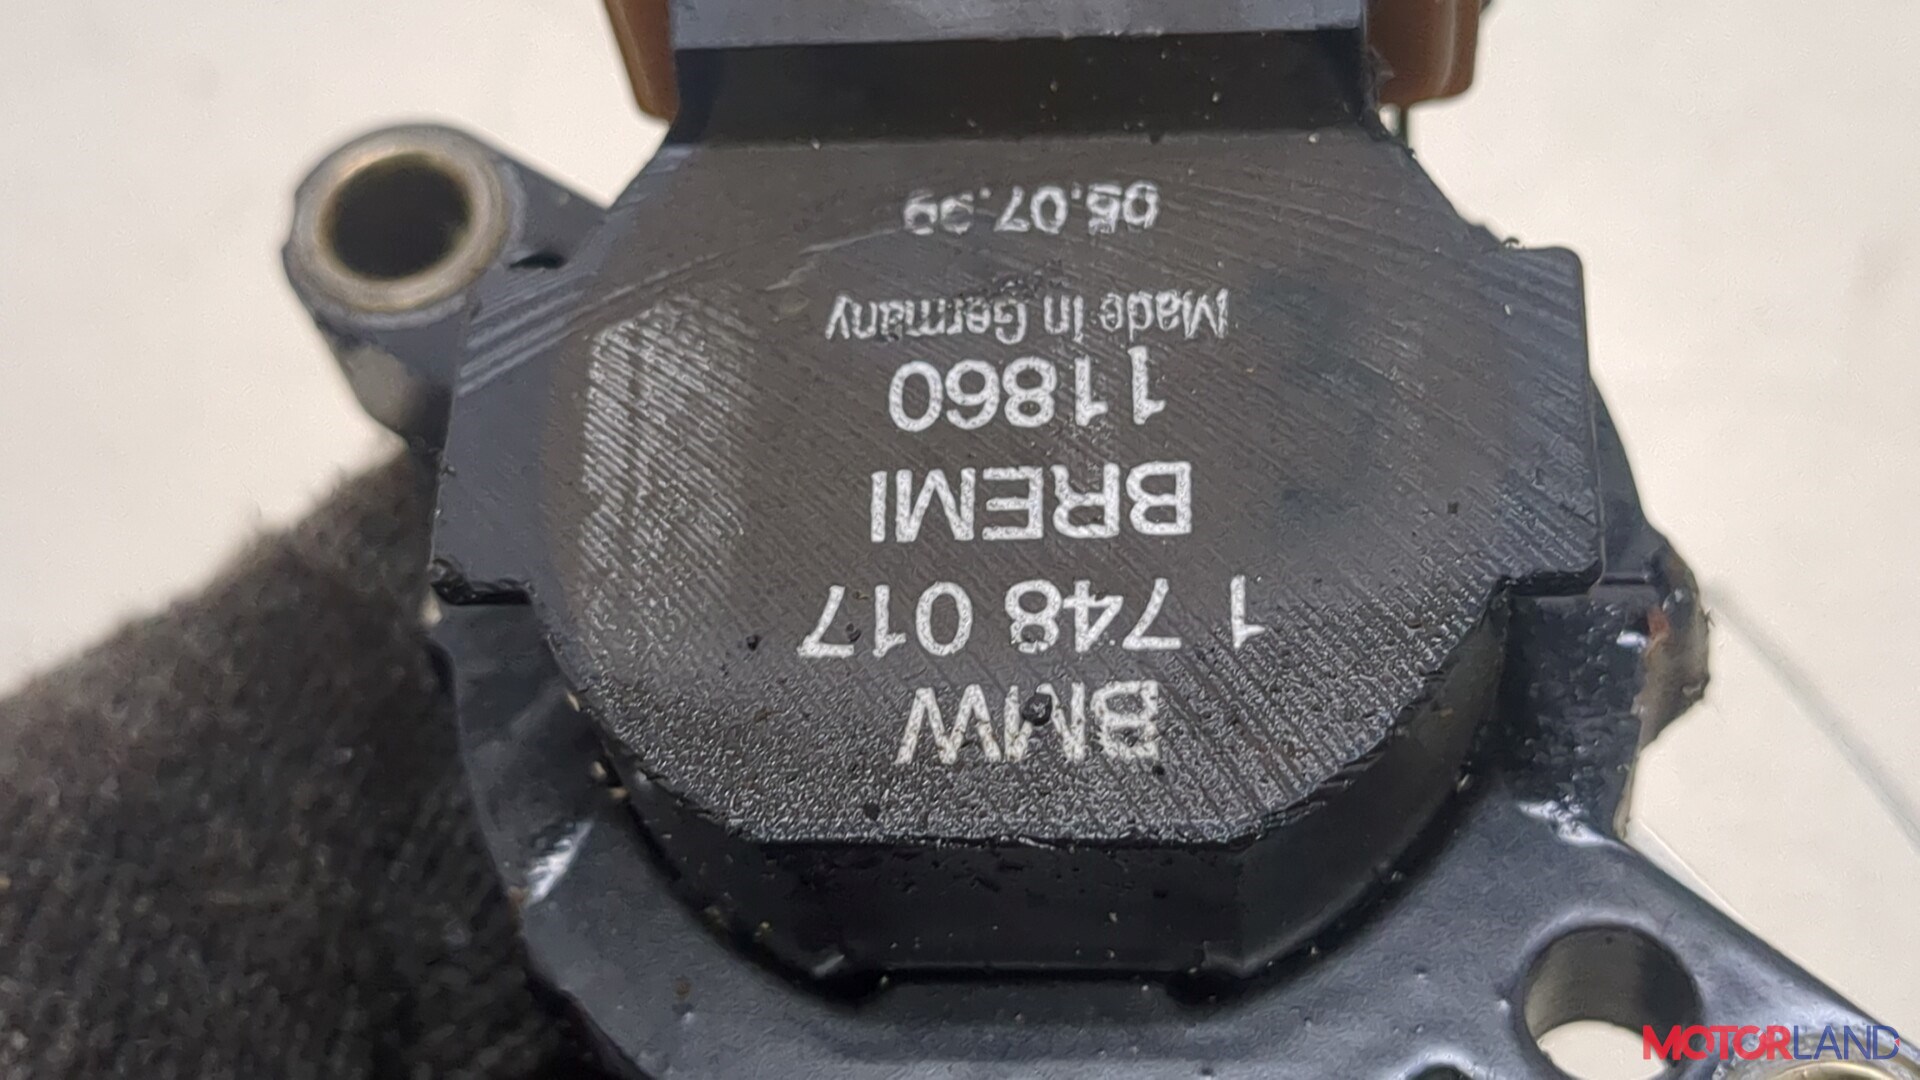 BMW
1 748 017
BREMI
11860
Made in Germany
05.07.99
MOTORLAND